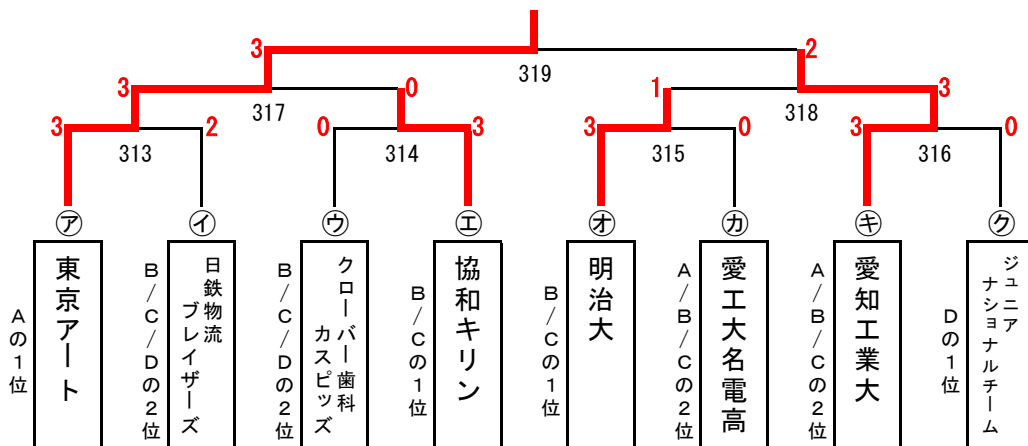 3
2
319
3
0
1
3
317
318
3
2
0
3
3
0
3
0
313
314
315
316
㋐
㋑
㋒
㋓
㋔
㋕
㋖
㋗
東京アート
Aの1位
日鉄物流
ブレイザーズ
B/C/Dの2位
クローバー歯科
カスピッズ
B/C/Dの2位
協和キリン
B/Cの1位
明治大
B/Cの1位
愛工大名電高
A/B/Cの2位
愛知工業大
A/B/Cの2位
ジュニア
ナショナルチーム
Dの1位